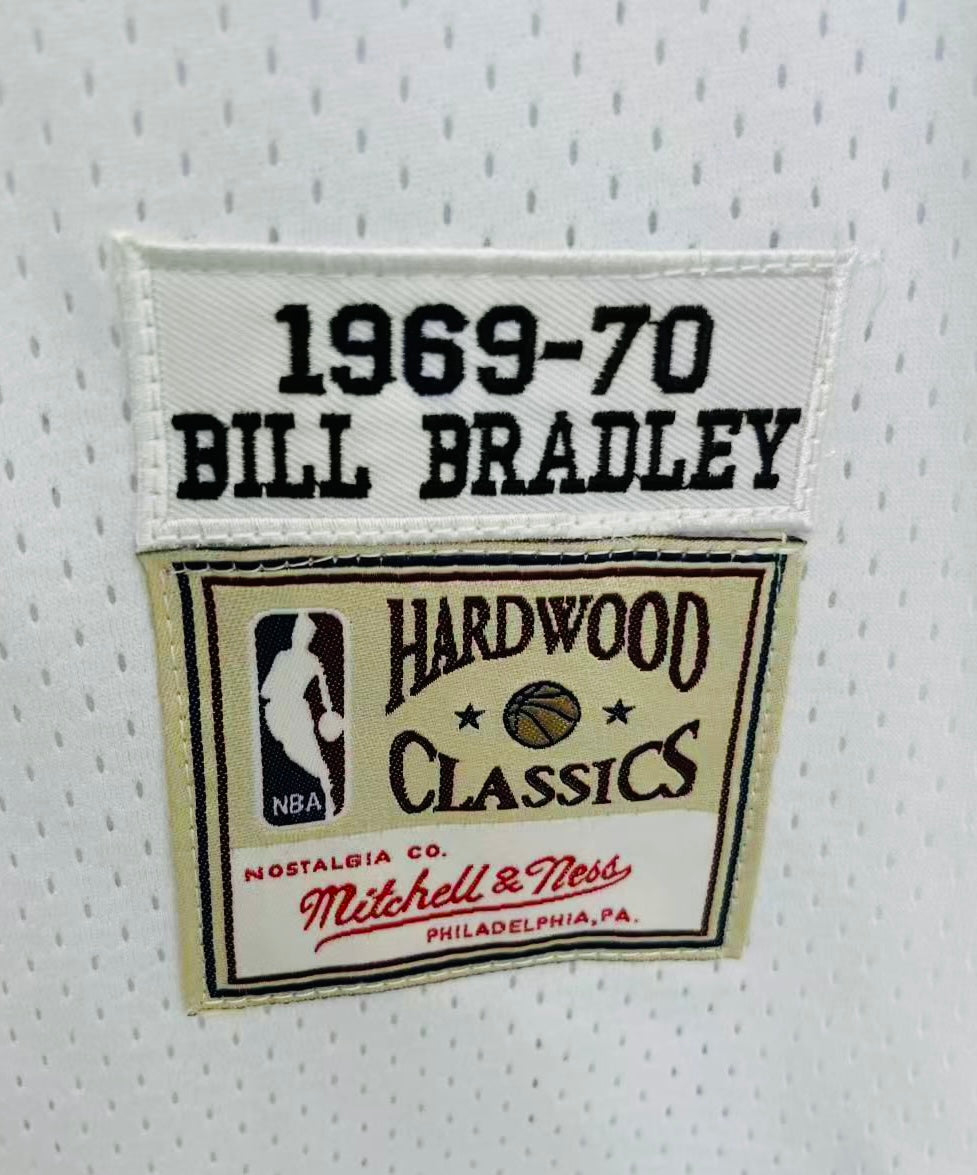 1969-70
BILL BRADLEY
HARDWOOD
CLASSICS
NBA
NOSTALGIA CO.
Mitchell & Ness
PHILADELPHIA, PA.